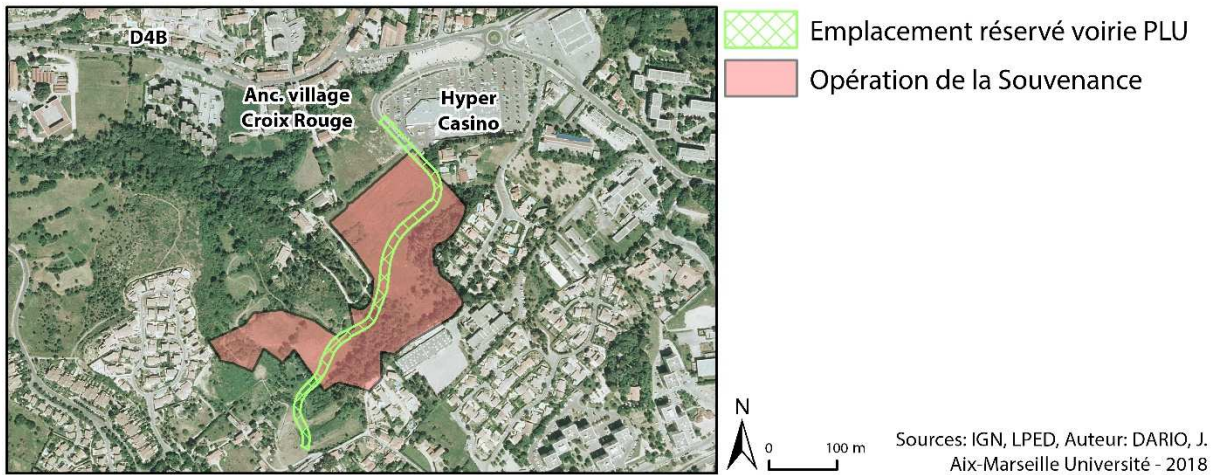 D4B
Anc. village
Croix Rouge
Hyper
Casino
Emplacement réservé voirie PLU
Opération de la Souvenance
N
0 100 m
Sources: IGN, LPED, Auteur: DARIO, J.
Aix-Marseille Université - 2018